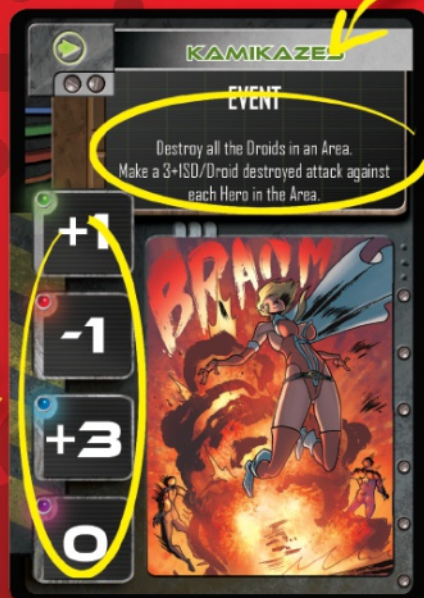 KAMIKAZES
EVENT
Destroy all the Droids in an Area.
Make a 3+1SD/Droid destroyed attack against
each Hero in the Area.
+1
-1
+3
0
BRAOM